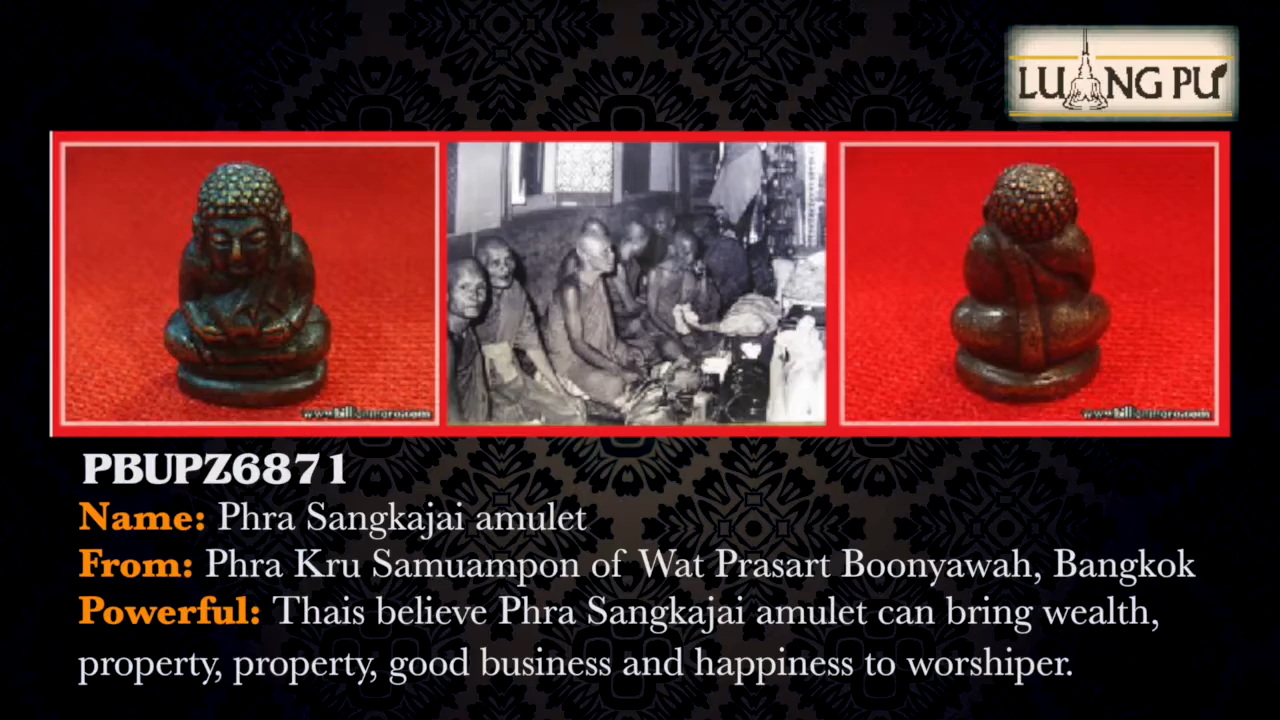 LUANG PU
PBUPZ6871
Name: Phra Sangkajai amulet
From: Phra Kru Samuampon of Wat Prasart Boonyawah, Bangkok
Powerful: Thais believe Phra Sangkajai amulet can bring wealth,
property, property, good business and happiness to worshiper.